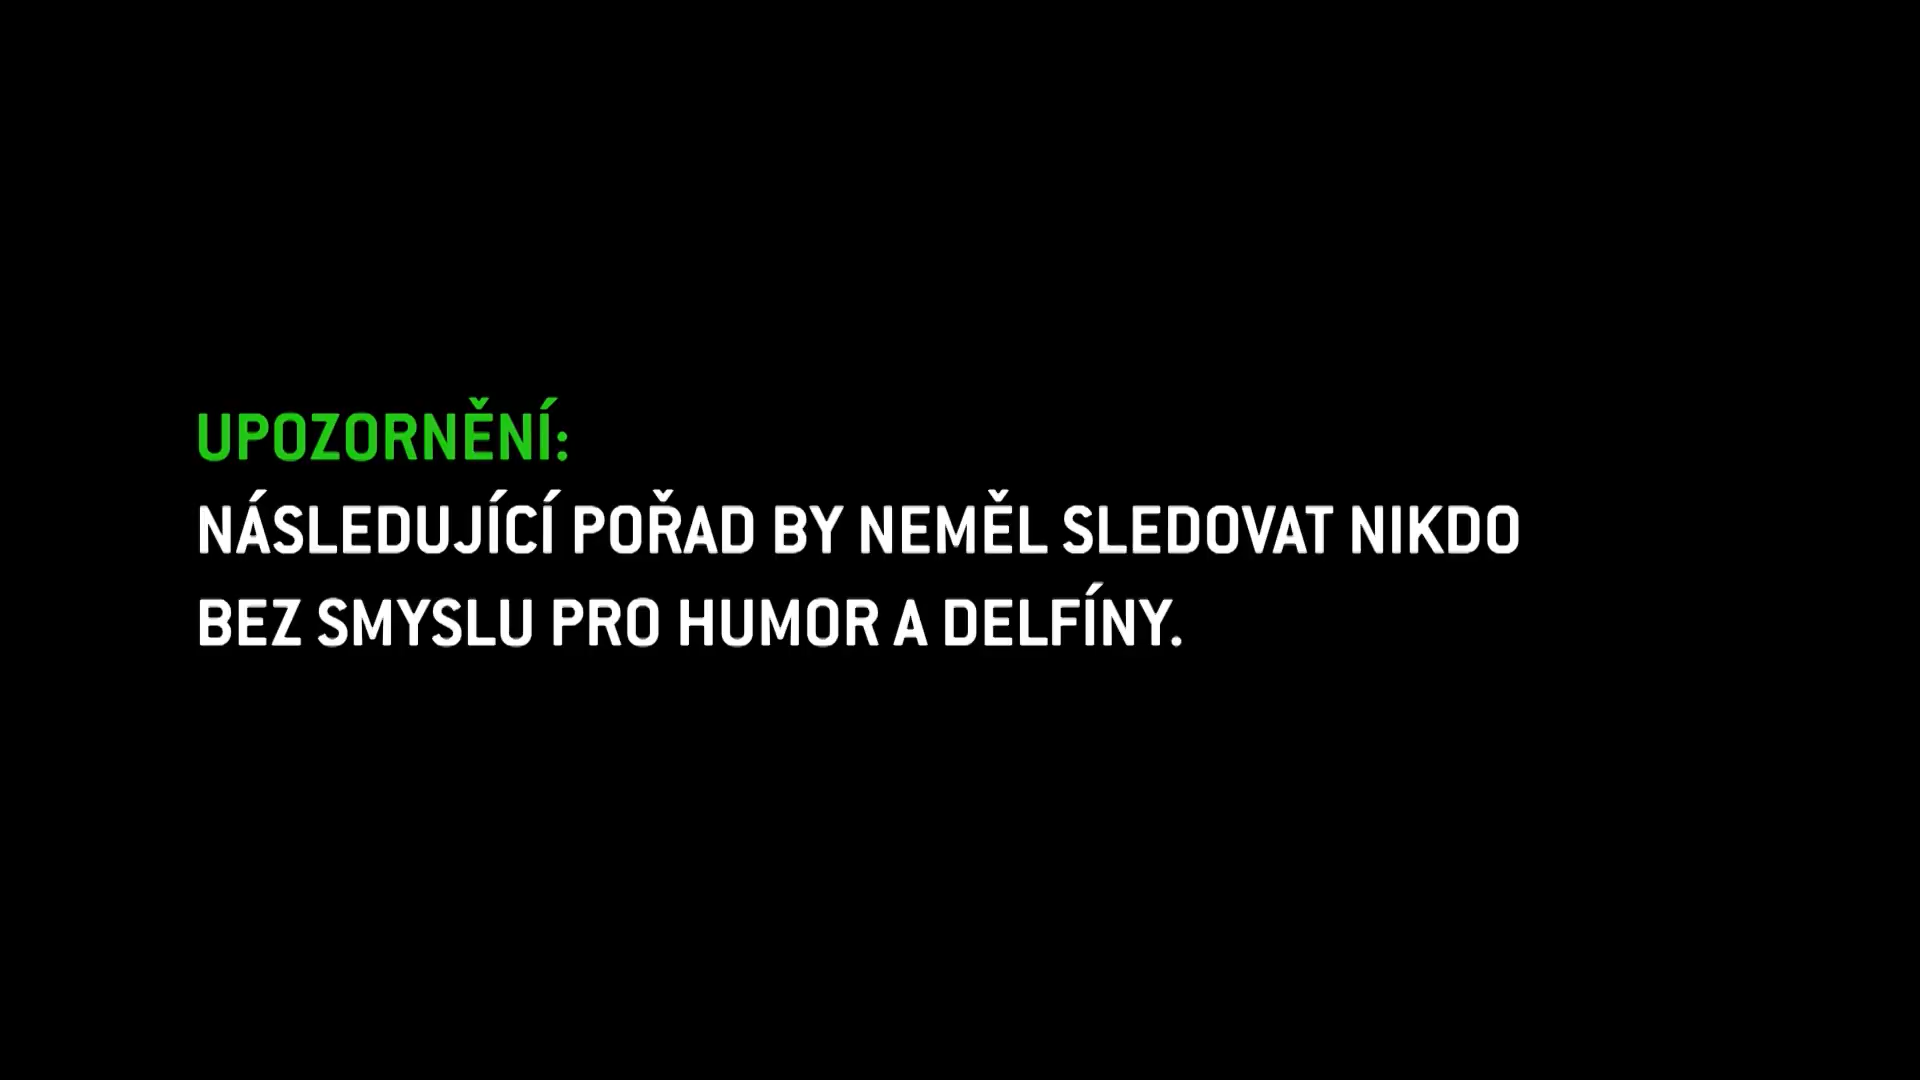 UPOZORNĚNÍ:
NÁSLEDUJÍCÍ POŘAD BY NEMĚL SLEDOVAT NIKDO
BEZ SMYSLU PRO HUMOR A DELFÍNY.